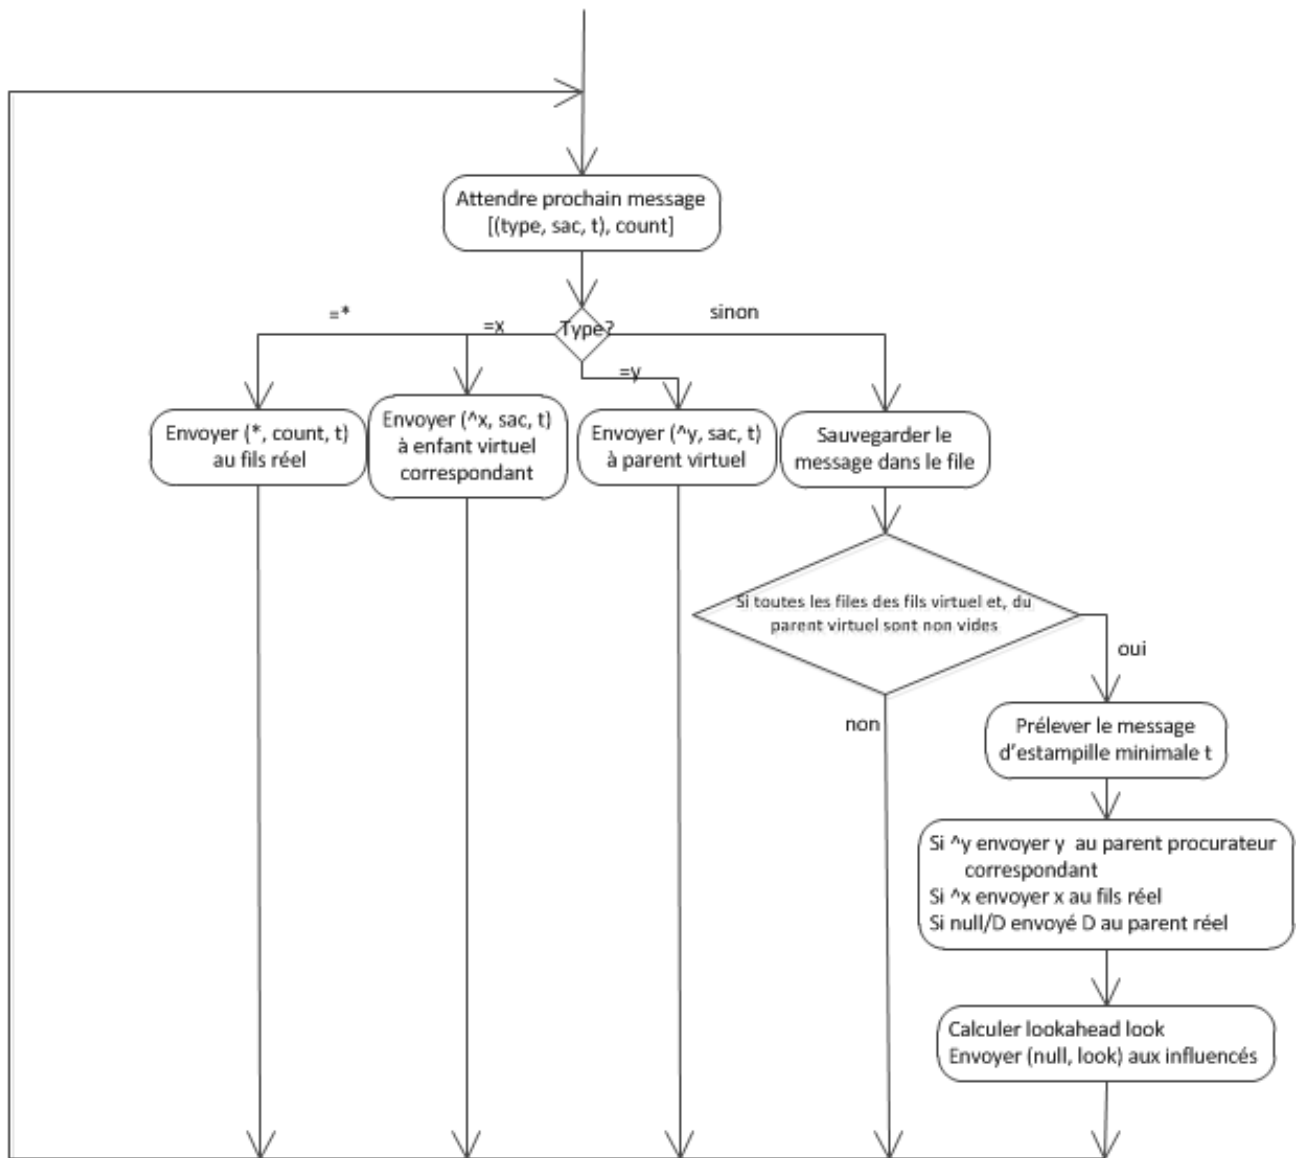 Attendre prochain message
[(type, sac, t), count]
=*
=x
Type?
sinon
=y
Envoyer (*, count, t)
au fils réel
Envoyer (^x, sac, t)
à enfant virtuel
correspondant
Envoyer (^y, sac, t)
à parent virtuel
Sauvegarder le
message dans le file
Si toutes les files des fils virtuel et, du
parent virtuel sont non vides
oui
non
Prélever le message
d'estampille minimale t
Si ^y envoyer y au parent procurateur
correspondant
Si ^x envoyer x au fils réel
Si null/D envoyé D au parent réel
Calculer lookahead look
Envoyer (null, look) aux influencés